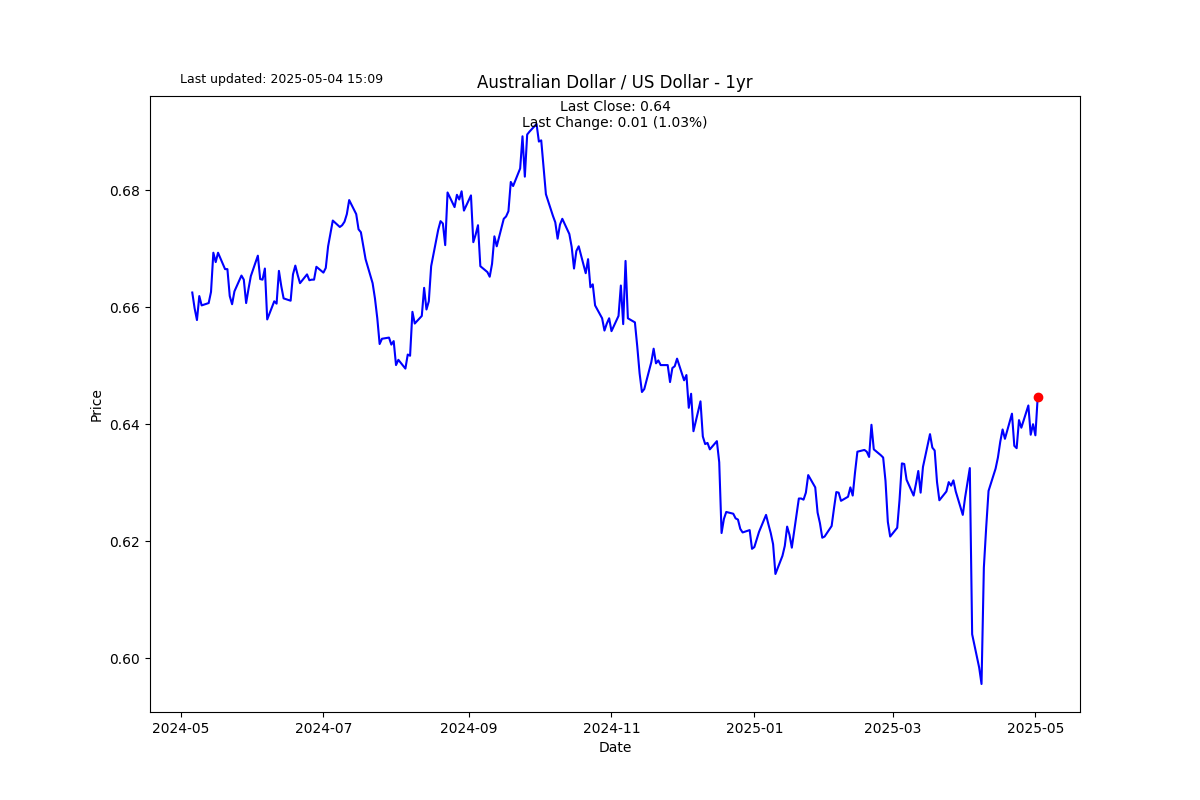 Last updated: 2025-05-04 15:09
Australian Dollar / US Dollar - 1yr
Last Close: 0.64
Last Change: 0.01 (1.03%)
Price
0.68
0.66
0.64
0.62
0.60
2024-05
2024-07
2024-09
2024-11
2025-01
2025-03
2025-05
Date